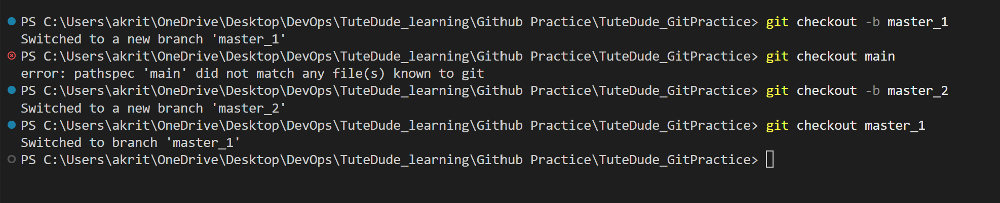 PS C:\Users\akrit\OneDrive\Desktop\DevOps\TuteDude_learning\Github Practice\TuteDude_GitPractice> git checkout -b master_1
Switched to a new branch 'master_1'
PS C:\Users\akrit\OneDrive\Desktop\DevOps\TuteDude_learning\Github Practice\TuteDude_GitPractice> git checkout main
error: pathspec 'main' did not match any file(s) known to git
PS C:\Users\akrit\OneDrive\Desktop\DevOps\TuteDude_learning\Github Practice\TuteDude_GitPractice> git checkout -b master_2
Switched to a new branch 'master_2'
PS C:\Users\akrit\OneDrive\Desktop\DevOps\TuteDude_learning\Github Practice\TuteDude_GitPractice> git checkout master_1
Switched to branch 'master_1'
PS C:\Users\akrit\OneDrive\Desktop\DevOps\TuteDude_learning\Github Practice\TuteDude_GitPractice>